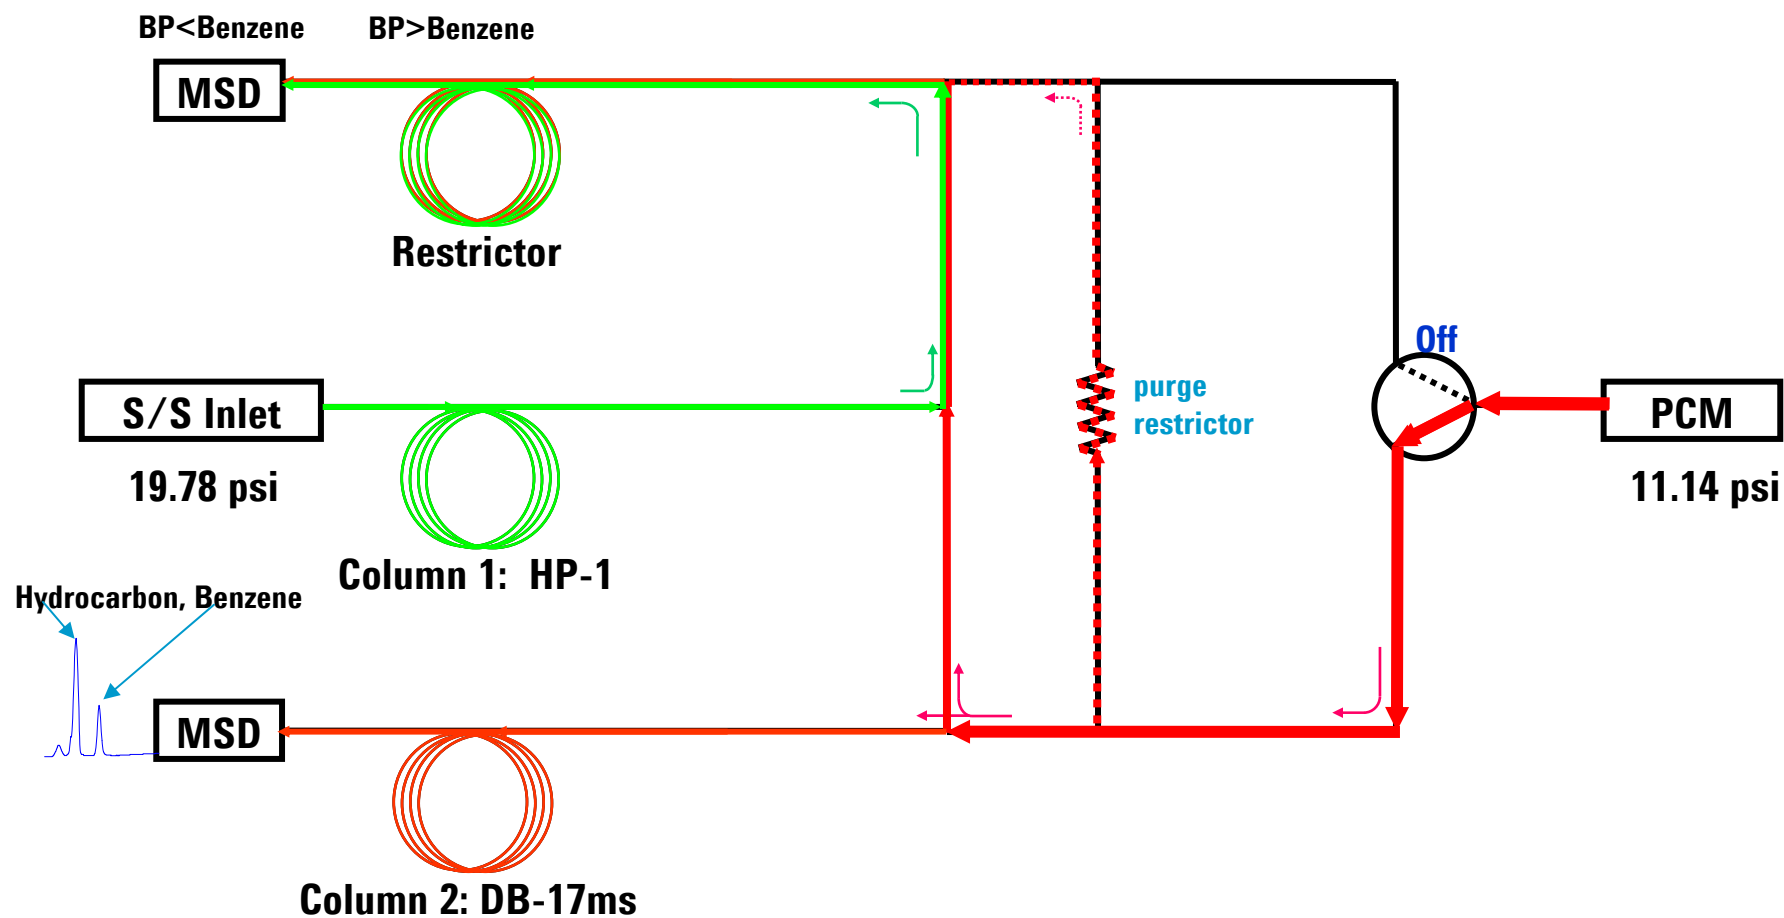 BP<Benzene
BP>Benzene
MSD
Restrictor
Off
S/S Inlet
purge
restrictor
PCM
19.78 psi
11.14 psi
Column 1:  HP-1
Hydrocarbon, Benzene
MSD
Column 2: DB-17ms